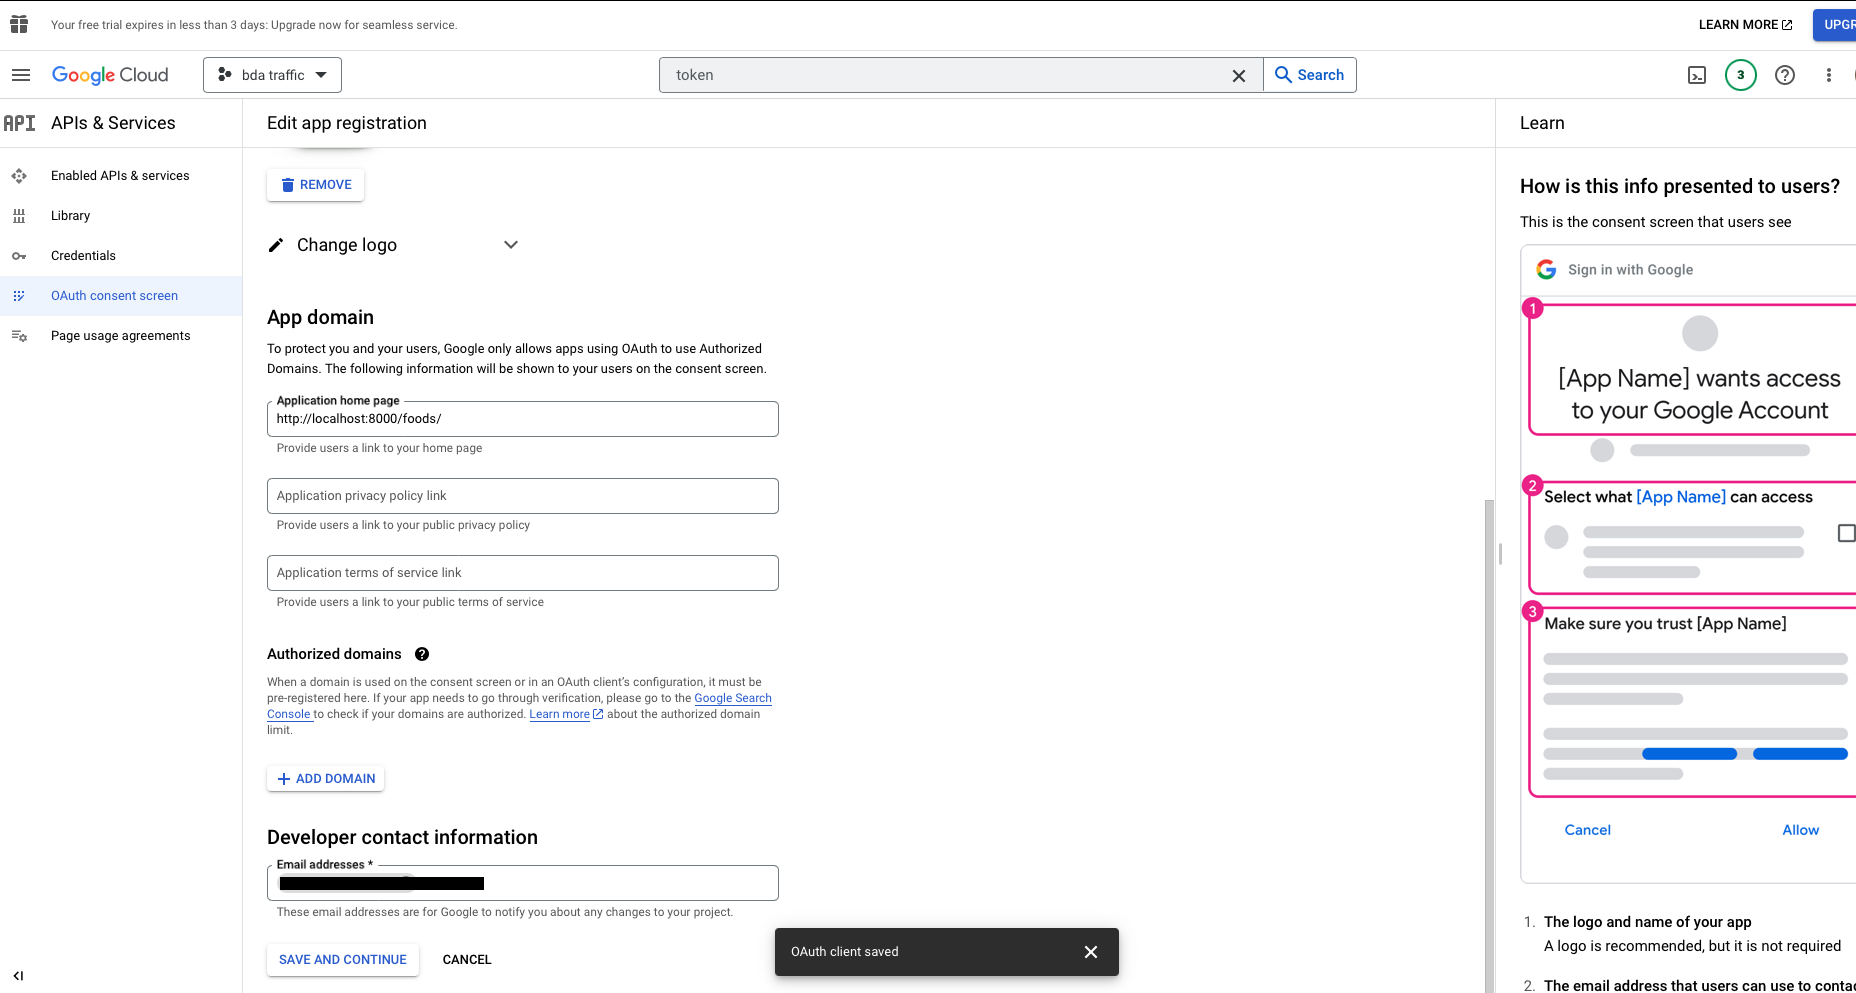 Your free trial expires in less than 3 days: Upgrade now for seamless service.
LEARN MORE
UPGR
Google Cloud
bda traffic
token
Search
3
API
APIs & Services
Edit app registration
Learn
Enabled APIs & services
Library
Credentials
OAuth consent screen
Page usage agreements
REMOVE
Change logo
App domain
To protect you and your users, Google only allows apps using OAuth to use Authorized
Domains. The following information will be shown to your users on the consent screen.
Application home page
http://localhost:8000/foods/
Provide users a link to your home page
Application privacy policy link
Provide users a link to your public privacy policy
Application terms of service link
Provide users a link to your public terms of service
Authorized domains
When a domain is used on the consent screen or in an OAuth client's configuration, it must be
pre-registered here. If your app needs to go through verification, please go to the Google Search
Console to check if your domains are authorized. Learn more about the authorized domain
limit.
ADD DOMAIN
Developer contact information
Email addresses *
These email addresses are for Google to notify you about any changes to your project.
SAVE AND CONTINUE
CANCEL
OAuth client saved
How is this info presented to users?
This is the consent screen that users see
Sign in with Google
1
[App Name] wants access
to your Google Account
2
Select what [App Name] can access
3
Make sure you trust [App Name]
Cancel
Allow
1. The logo and name of your app
A logo is recommended, but it is not required
2. The email address that users can use to contac